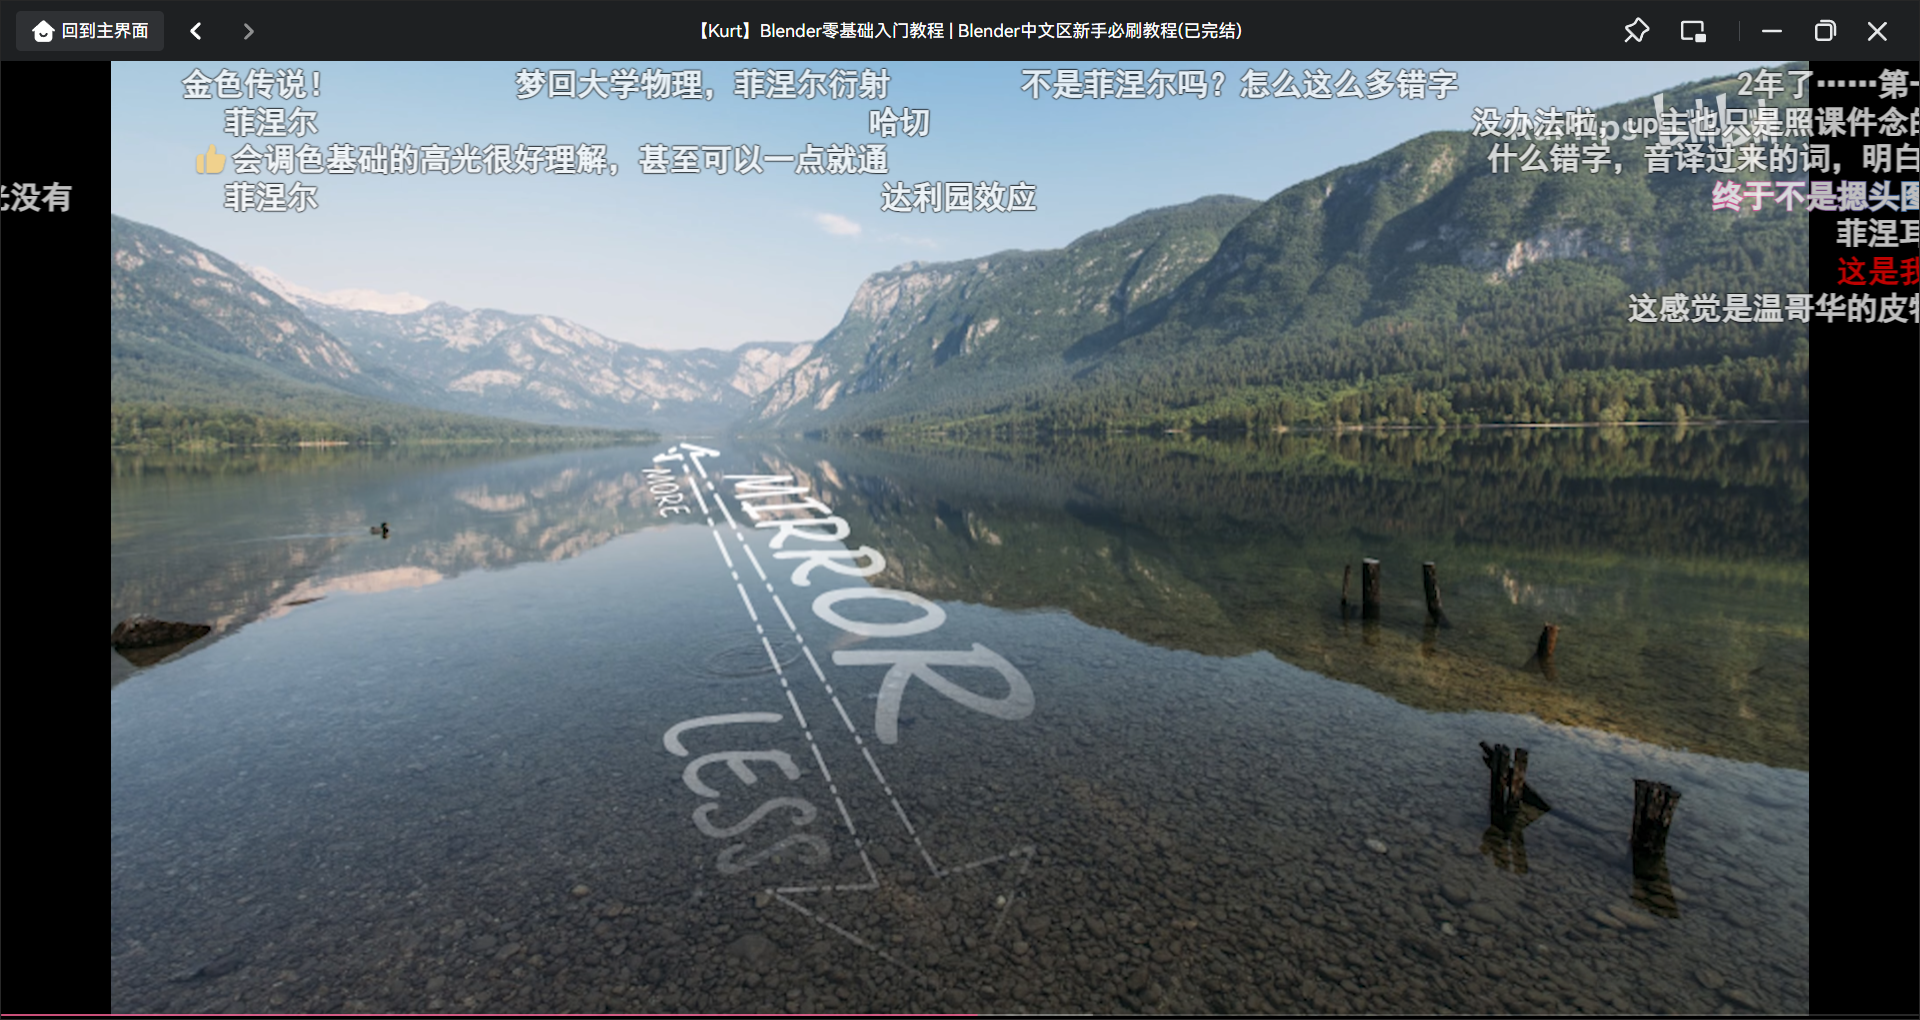 回到主界面
【Kurt】Blender零基础入门教程 | Blender中文区新手必刷教程(已完结)
金色传说！
梦回大学物理，菲涅尔衍射
不是菲涅尔吗？怎么这么多错字
2年了……第一
菲涅尔
哈切
没办法啦，up主也只是照课件念的
会调色基础的高光很好理解，甚至可以一点就通
什么错字，音译过来的词，明白
没有
菲涅尔
达利园效应
终于不是摁头图
菲涅耳
这是我
这感觉是温哥华的皮特
MORE
MIRROR
LESS